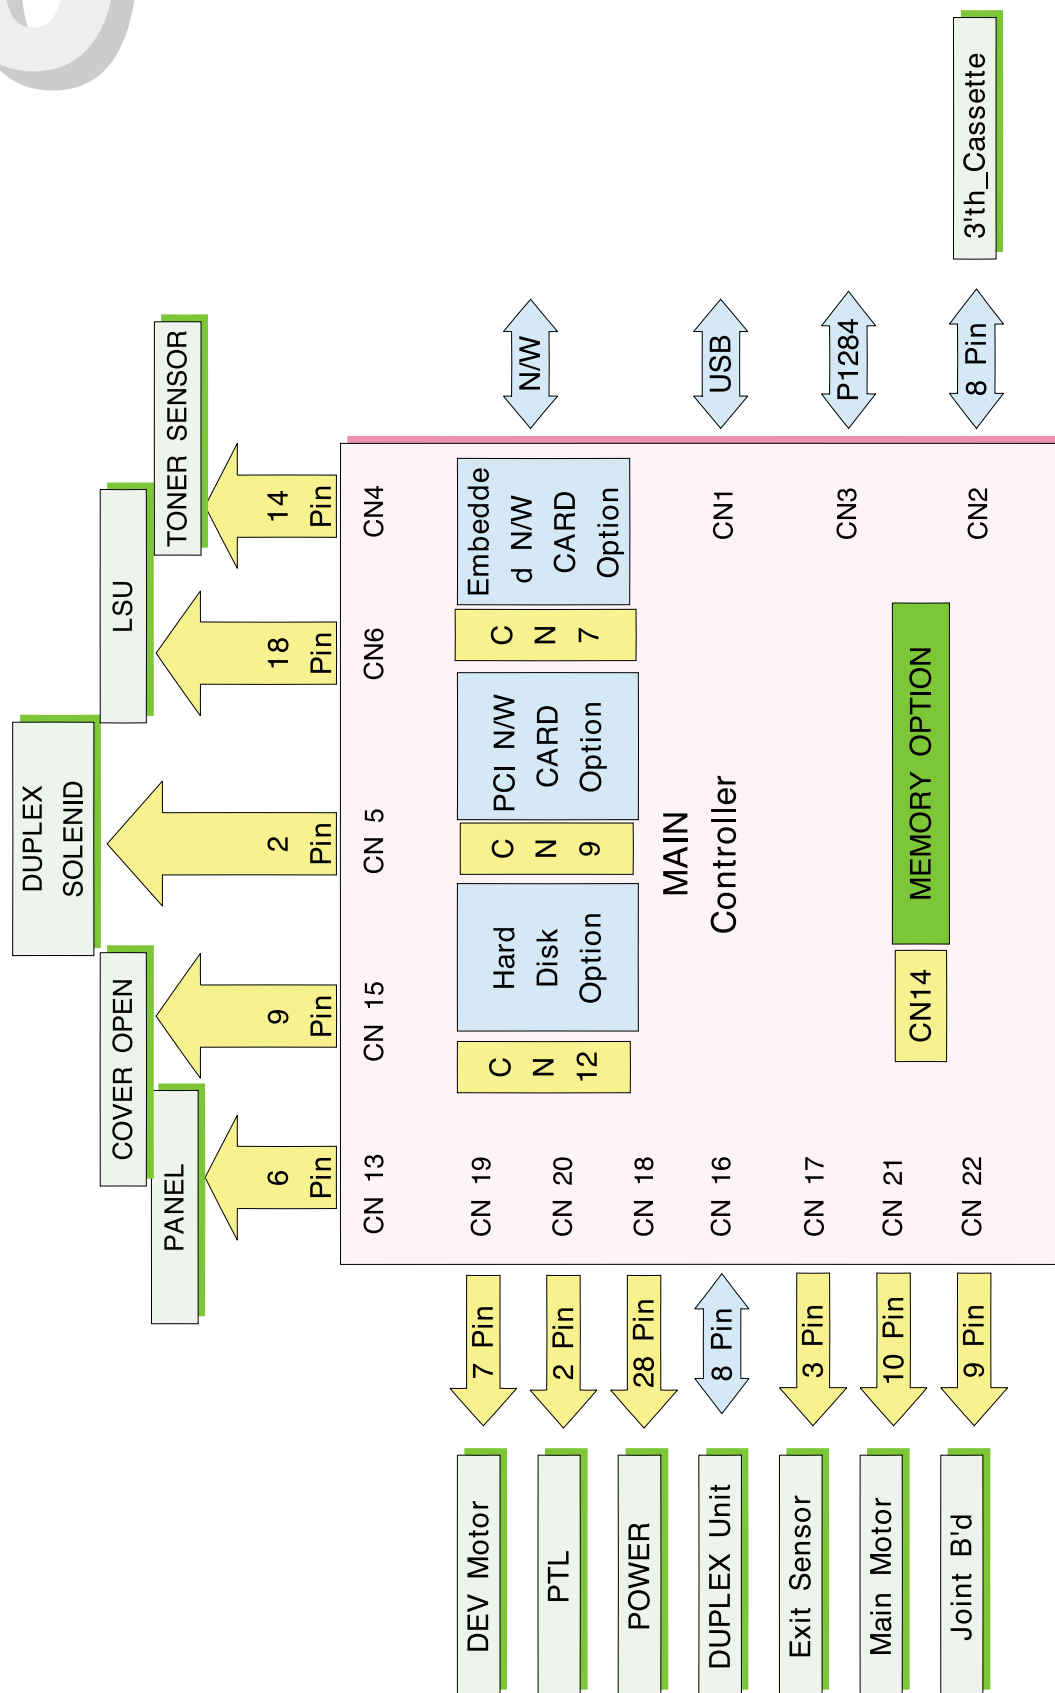 PANEL
COVER OPEN
DUPLEX
SOLENID
LSU
TONER SENSOR
6
Pin
9
Pin
2
Pin
18
Pin
14
Pin
CN 13
CN 15
CN 5
CN6
CN4
DEV Motor
7 Pin
CN 19
PTL
2 Pin
CN 20
POWER
28 Pin
CN 18
DUPLEX Unit
8 Pin
CN 16
Exit Sensor
3 Pin
CN 17
Main Motor
10 Pin
CN 21
Joint B'd
9 Pin
CN 22
C
N
12
Hard
Disk
Option
C
N
9
PCI N/W
CARD
Option
C
N
7
Embedde
d N/W
CARD
Option
N/W
MAIN
Controller
CN1
USB
CN3
P1284
CN14
MEMORY OPTION
CN2
8 Pin
3'th_Cassette